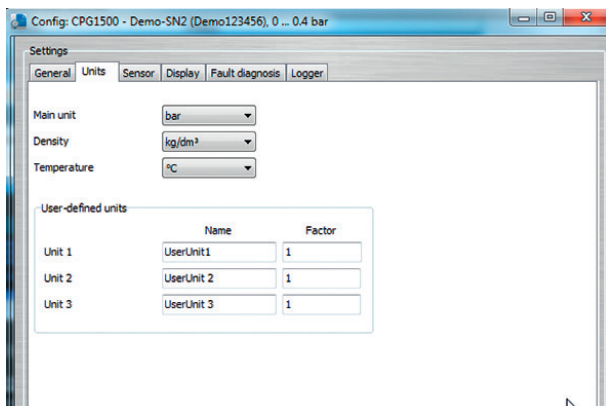 Config: CPG1500 - Demo-SN2 (Demo123456), 0 ... 0.4 bar
Settings
General Units Sensor Display Fault diagnosis Logger
Main unit bar
Density kg/dm³
Temperature °C
User-defined units
Name Factor
Unit 1 UserUnit1 1
Unit 2 UserUnit 2 1
Unit 3 UserUnit 3 1